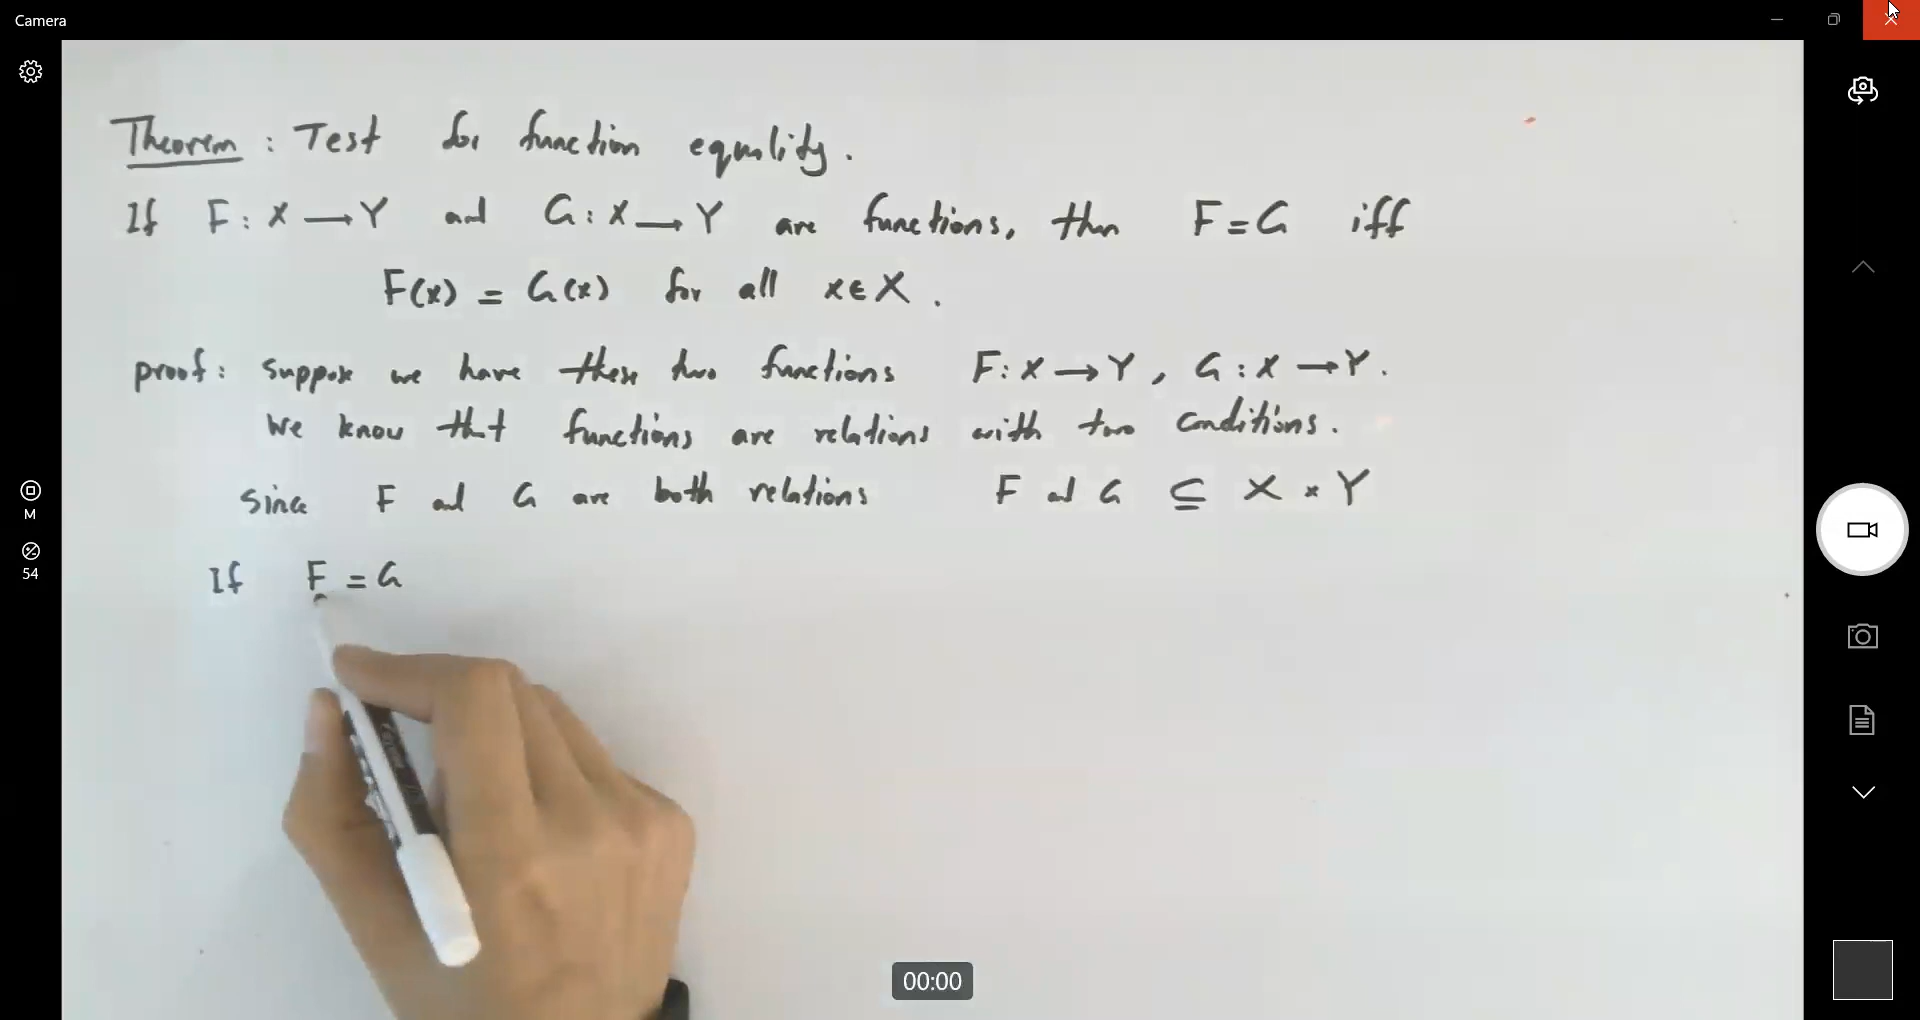 Camera
Theorem : Test for function equality.
If F : X → Y and G : X → Y are functions, then F = G iff
F(x) = G(x) for all x ∈ X .
proof : Suppose we have these two functions F : X → Y , G : X → Y .
We know that functions are relations with two conditions .
Since F and G are both relations F and G ⊆ X × Y
M
54
If F = G
00:00